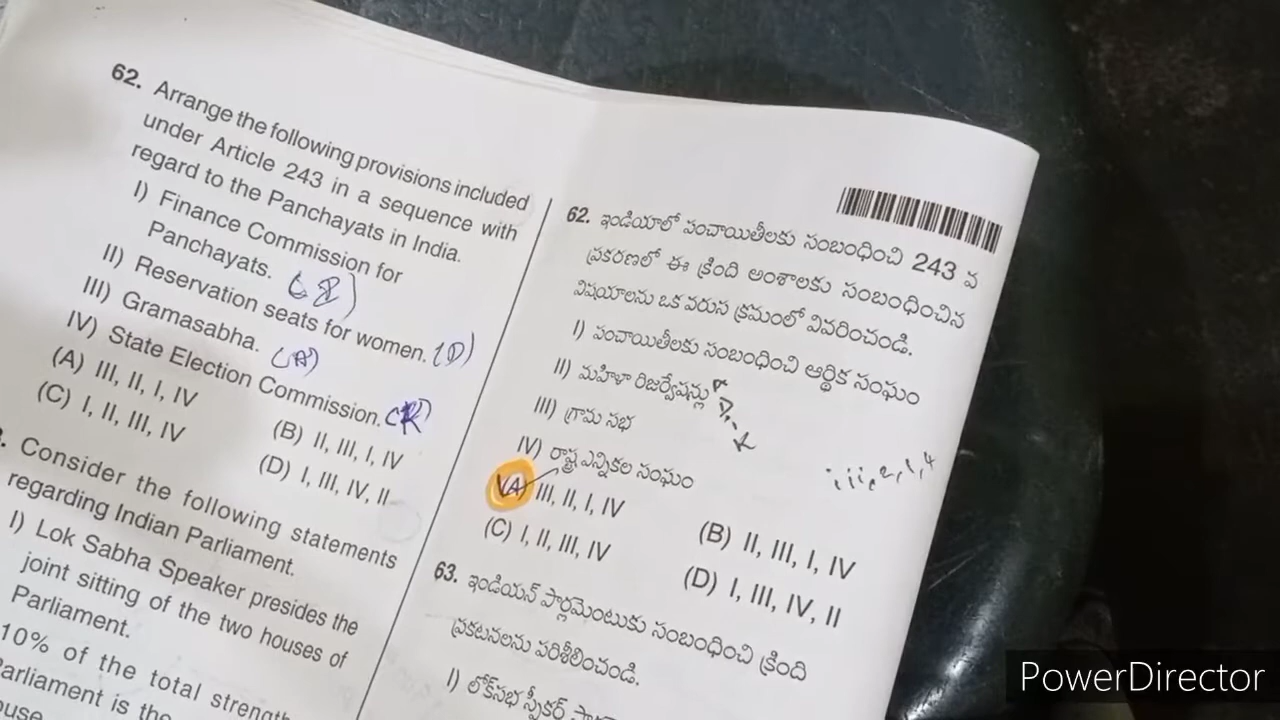 62. Arrange the following provisions included
under Article 243 in a sequence with
regard to the Panchayats in India.
I) Finance Commission for
Panchayats.
II) Reservation seats for women. (D)
III) Gramasabha. (A)
IV) State Election Commission. (K)
(A) III, II, I, IV
(B) II, III, I, IV
(C) I, II, III, IV
(D) I, III, IV, II
Consider the following statements
regarding Indian Parliament.
I) Lok Sabha Speaker presides the
joint sitting of the two houses of
Parliament.
10% of the total strength
arliament is the
ouse
62. ఇండియాలో పంచాయితీలకు సంబంధించి 243 వ
ప్రకరణలో ఈ క్రింది అంశాలకు సంబంధించిన
విషయాలను ఒక వరుస క్రమంలో వివరించండి.
I) పంచాయితీలకు సంబంధించి ఆర్థిక సంఘం
II) మహిళా రిజర్వేషన్లు
III) గ్రామ సభ
IV) రాష్ట్ర ఎన్నికల సంఘం
iii, 2, 1, 4
(A) III, II, I, IV
(B) II, III, I, IV
(C) I, II, III, IV
(D) I, III, IV, II
63. ఇండియన్ పార్లమెంటుకు సంబంధించి క్రింది
ప్రకటనలను పరిశీలించండి.
I) లోక్‌సభ స్పీకర్
PowerDirector